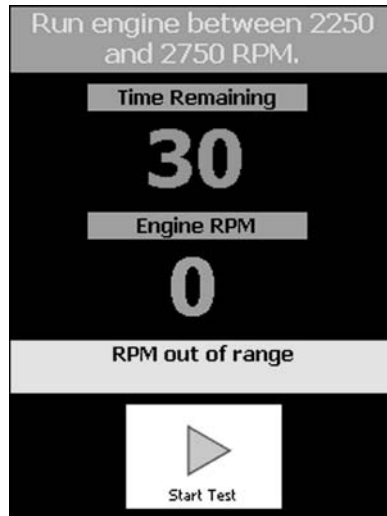 Run engine between 2250
and 2750 RPM.
Time Remaining
30
Engine RPM
0
RPM out of range
Start Test